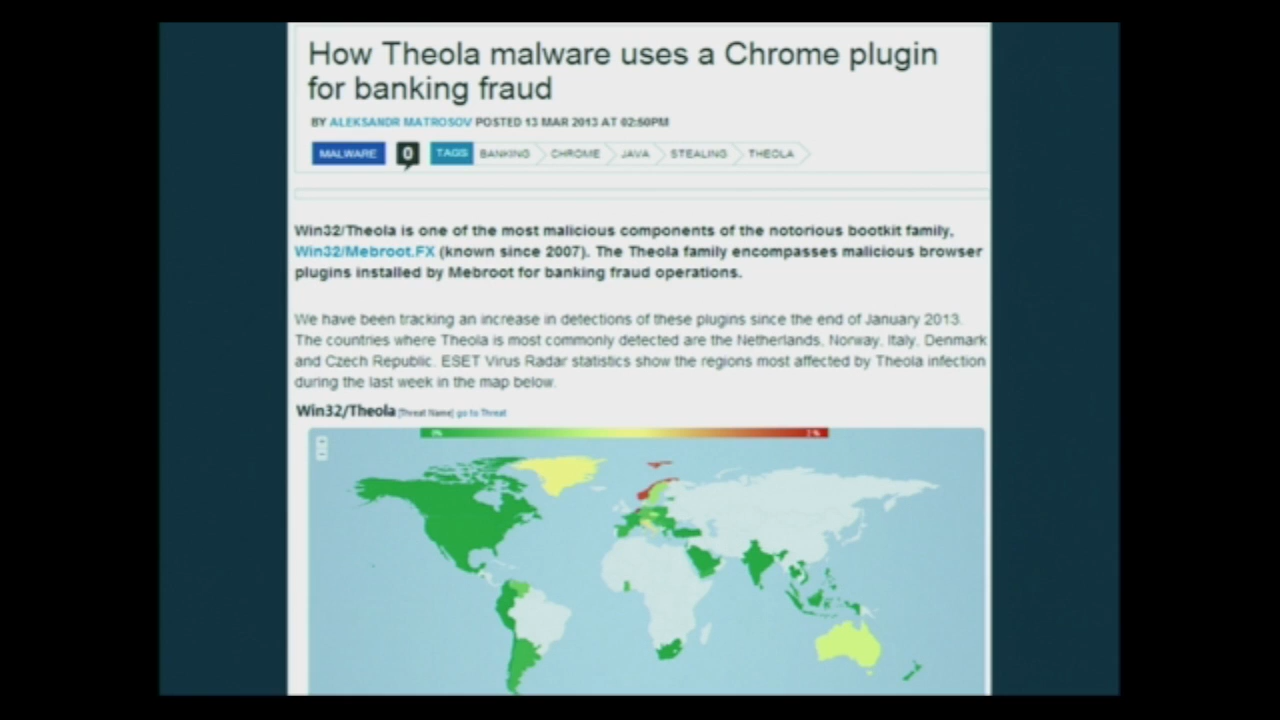 How Theola malware uses a Chrome plugin
for banking fraud
BY ALEKSANDR MATROSOV POSTED 13 MAR 2013 AT 02:50PM
MALWARE 0 TAGS BANKING CHROME JAVA STEALING THEOLA
Win32/Theola is one of the most malicious components of the notorious bootkit family,
Win32/Mebroot.FX (known since 2007). The Theola family encompasses malicious browser
plugins installed by Mebroot for banking fraud operations.
We have been tracking an increase in detections of these plugins since the end of January 2013.
The countries where Theola is most commonly detected are the Netherlands, Norway, Italy, Denmark
and Czech Republic. ESET Virus Radar statistics show the regions most affected by Theola infection
during the last week in the map below.
Win32/Theola [Threat Name] go to Threat